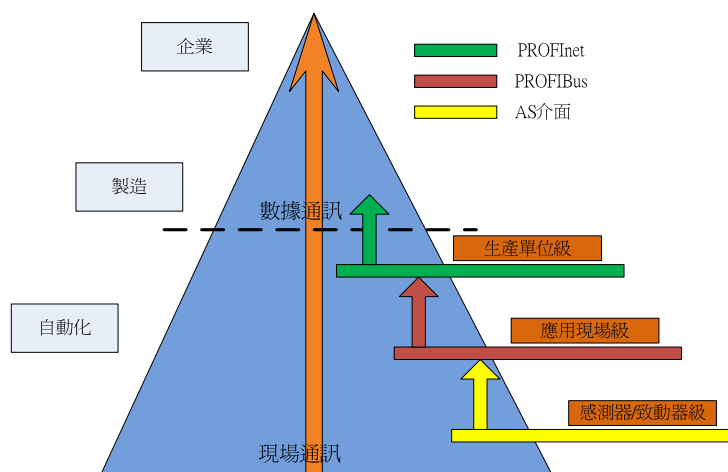 企業
PROFInet
PROFIBus
AS介面
製造
數據通訊
生產單位級
自動化
應用現場級
感測器/致動器級
現場通訊